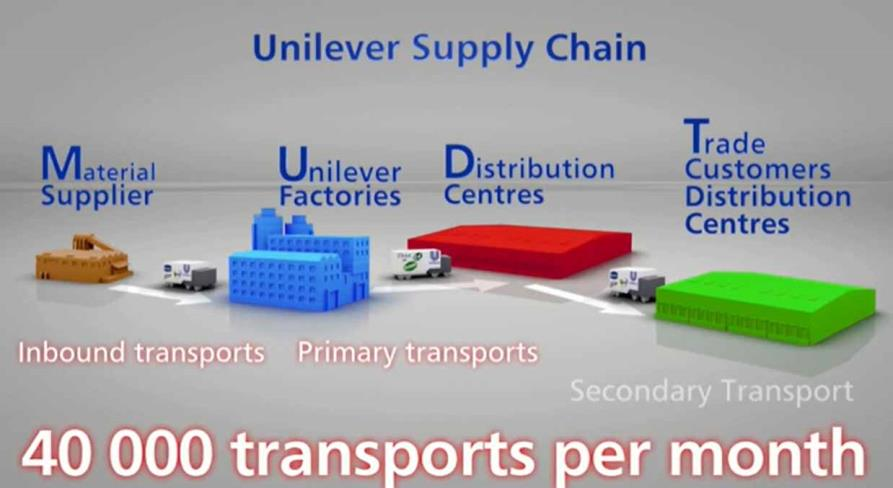 Unilever Supply Chain
Material
Supplier
Unilever
Factories
Distribution
Centres
Trade
Customers
Distribution
Centres
Inbound transports
Primary transports
Secondary Transport
40 000 transports per month